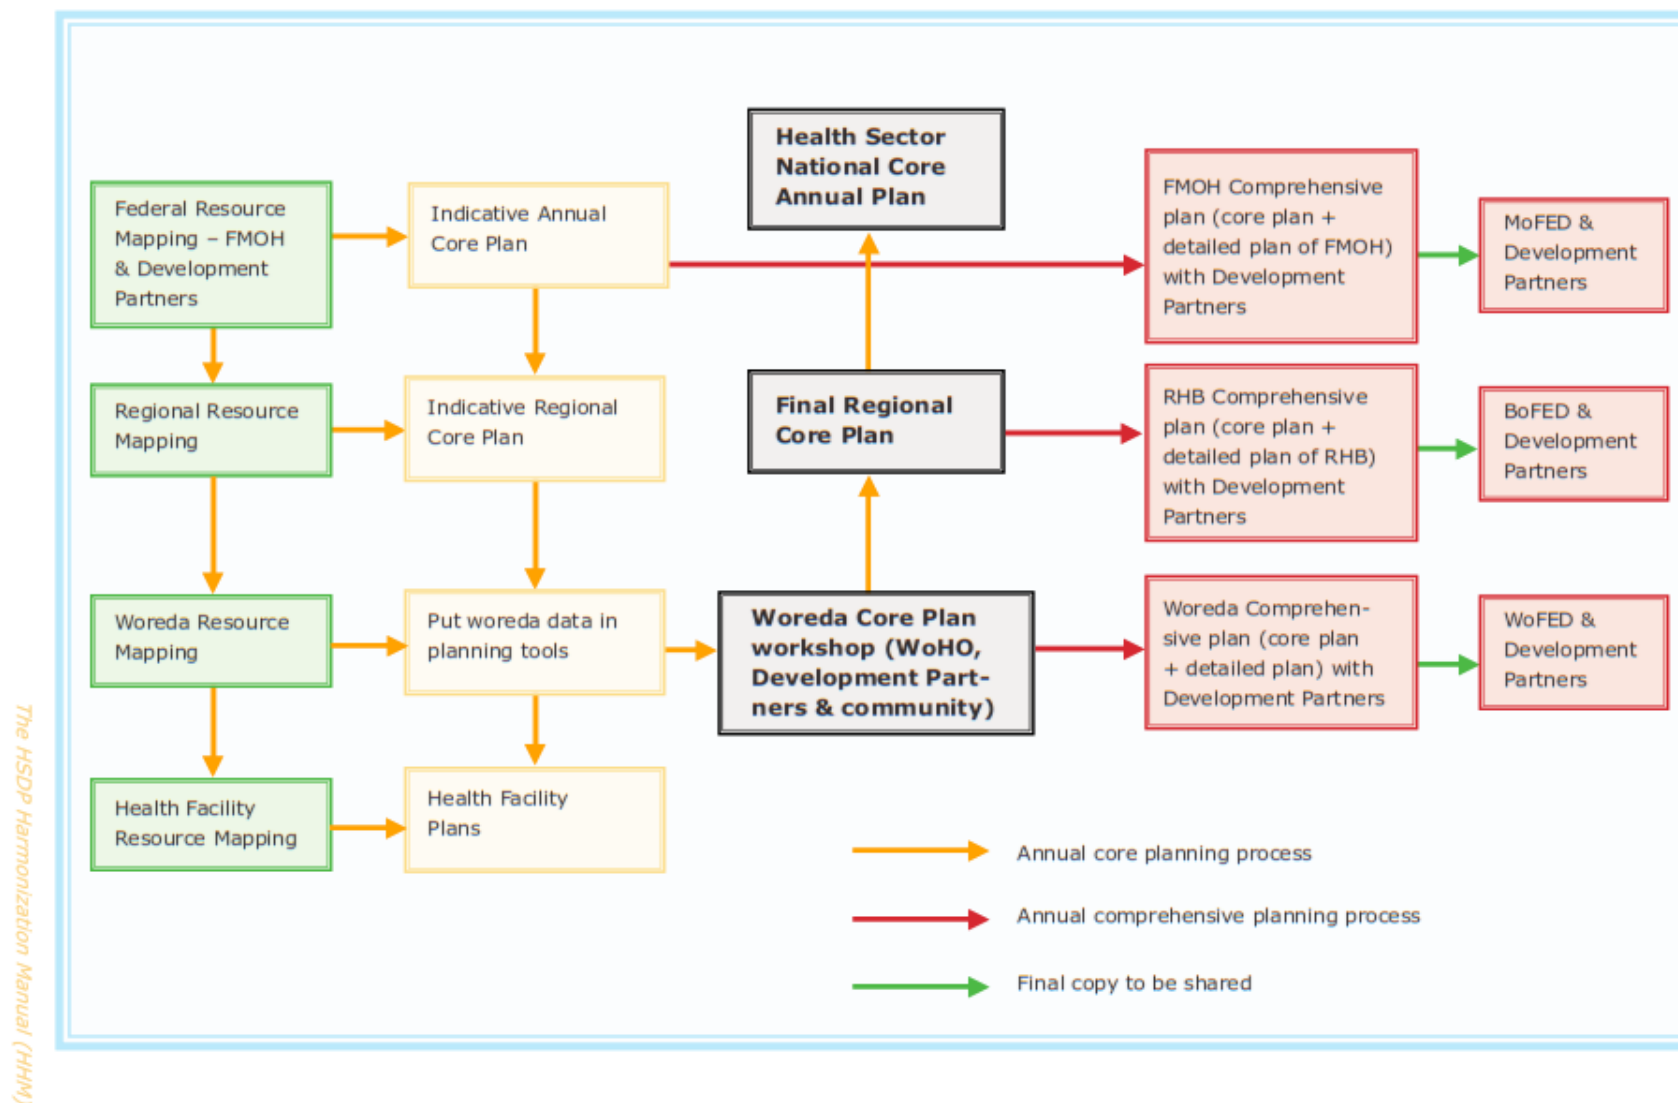 Health Sector
National Core
Annual Plan
Federal Resource
Mapping – FMOH
& Development
Partners
Indicative Annual
Core Plan
FMOH Comprehensive
plan (core plan +
detailed plan of FMOH)
with Development
Partners
MoFED &
Development
Partners
Regional Resource
Mapping
Indicative Regional
Core Plan
Final Regional
Core Plan
RHB Comprehensive
plan (core plan +
detailed plan of RHB)
with Development
Partners
BoFED &
Development
Partners
Woreda Resource
Mapping
Put woreda data in
planning tools
Woreda Core Plan
workshop (WoHO,
Development Part-
ners & community)
Woreda Comprehen-
sive plan (core plan
+ detailed plan) with
Development Partners
WoFED &
Development
Partners
Health Facility
Resource Mapping
Health Facility
Plans
Annual core planning process
Annual comprehensive planning process
Final copy to be shared
The HSDP Harmonization Manual (HHM)